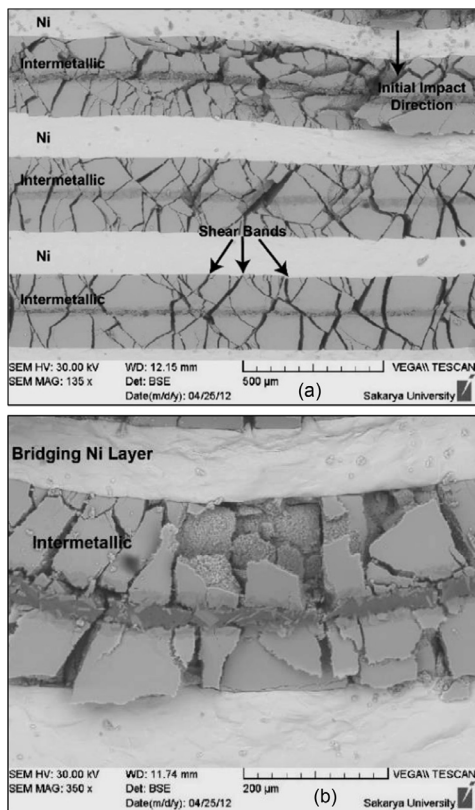 Ni
Intermetallic
Initial Impact
Direction
Ni
Intermetallic
Shear Bands
Ni
Intermetallic
SEM HV: 30.00 kV WD: 12.15 mm VEGA\\ TESCAN
SEM MAG: 135 x Det: BSE 500 µm
Date(m/d/y): 04/25/12 (a) Sakarya University
Bridging Ni Layer
Intermetallic
SEM HV: 30.00 kV WD: 11.74 mm VEGA\\ TESCAN
SEM MAG: 350 x Det: BSE 200 µm
Date(m/d/y): 04/25/12 (b) Sakarya University